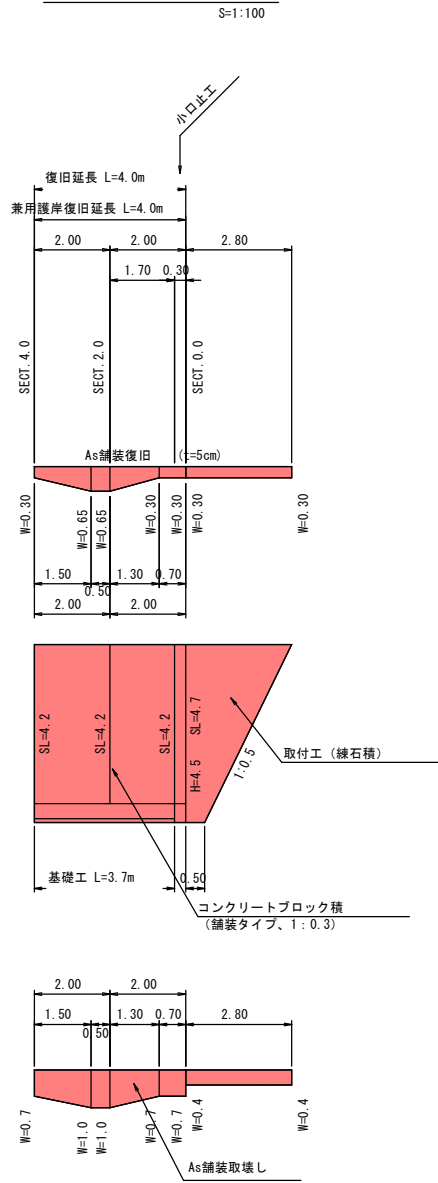 S=1:100
小口止工
復旧延長 L=4.0m
兼用護岸復旧延長 L=4.0m
2.00 2.00 2.80
1.70 0.30
SECT.4.0 SECT.2.0 SECT.0.0
As舗装復旧 (t=5cm)
W=0.30 W=0.65 W=0.65 W=0.30 W=0.30 W=0.30 W=0.30
1.50 0.50 1.30 0.70
2.00 2.00
SL=4.2 SL=4.2 SL=4.2 SL=4.7
H=4.5
1:0.5
取付工（練石積）
基礎工 L=3.7m 0.50
コンクリートブロック積
(舗装タイプ、1：0.3)
2.00 2.00
1.50 0.50 1.30 0.70 2.80
W=0.7 W=1.0 W=1.0 W=0.7 W=0.7 W=0.4 W=0.4
As舗装取壊し